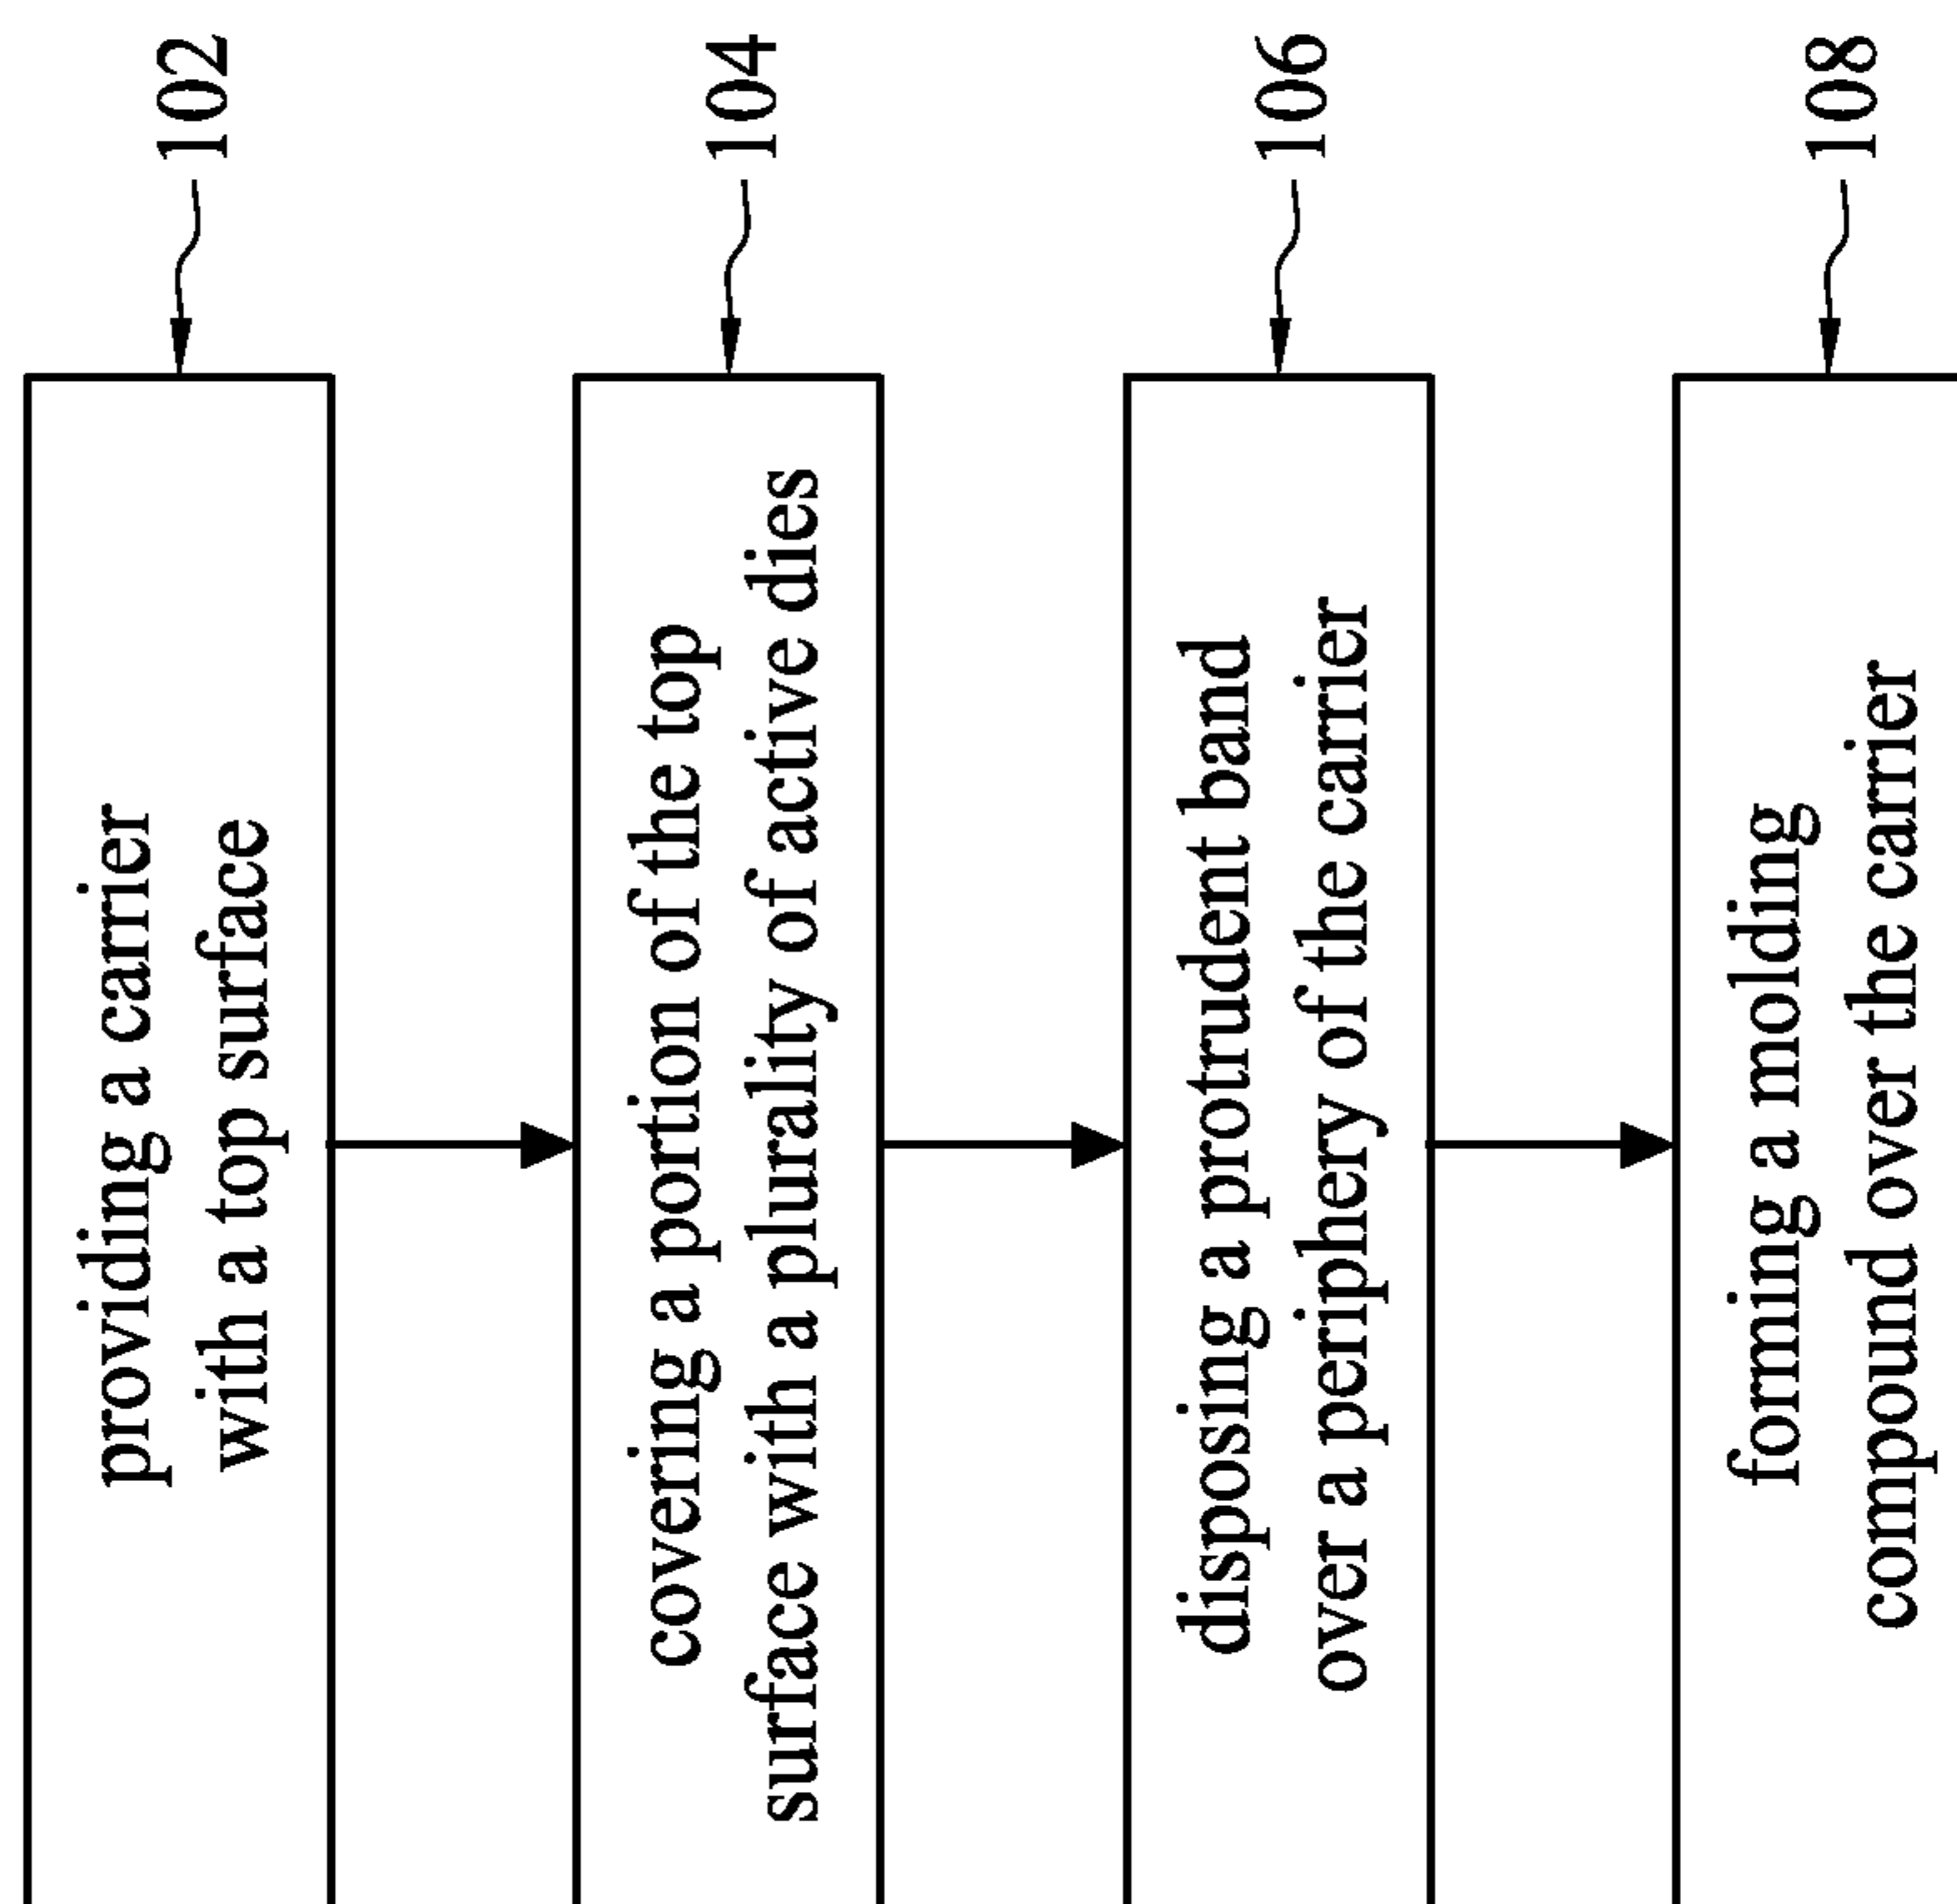 providing a carrier
with a top surface
102
covering a portion of the top
surface with a plurality of active dies
104
disposing a protrudent band
over a periphery of the carrier
106
forming a molding
compound over the carrier
108